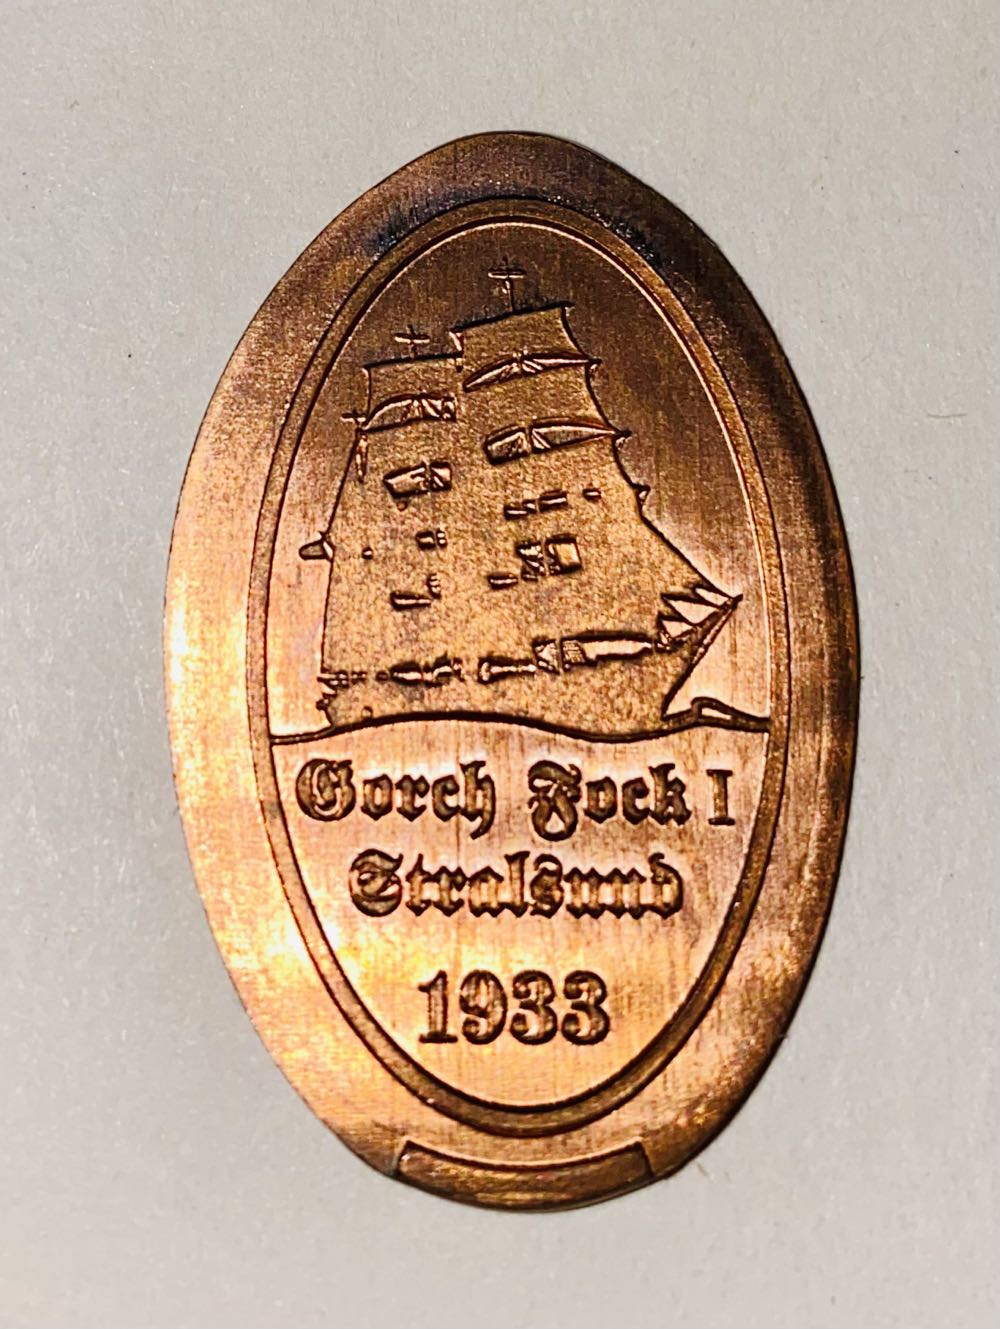 Gorch Fock I
Stralsund
1933